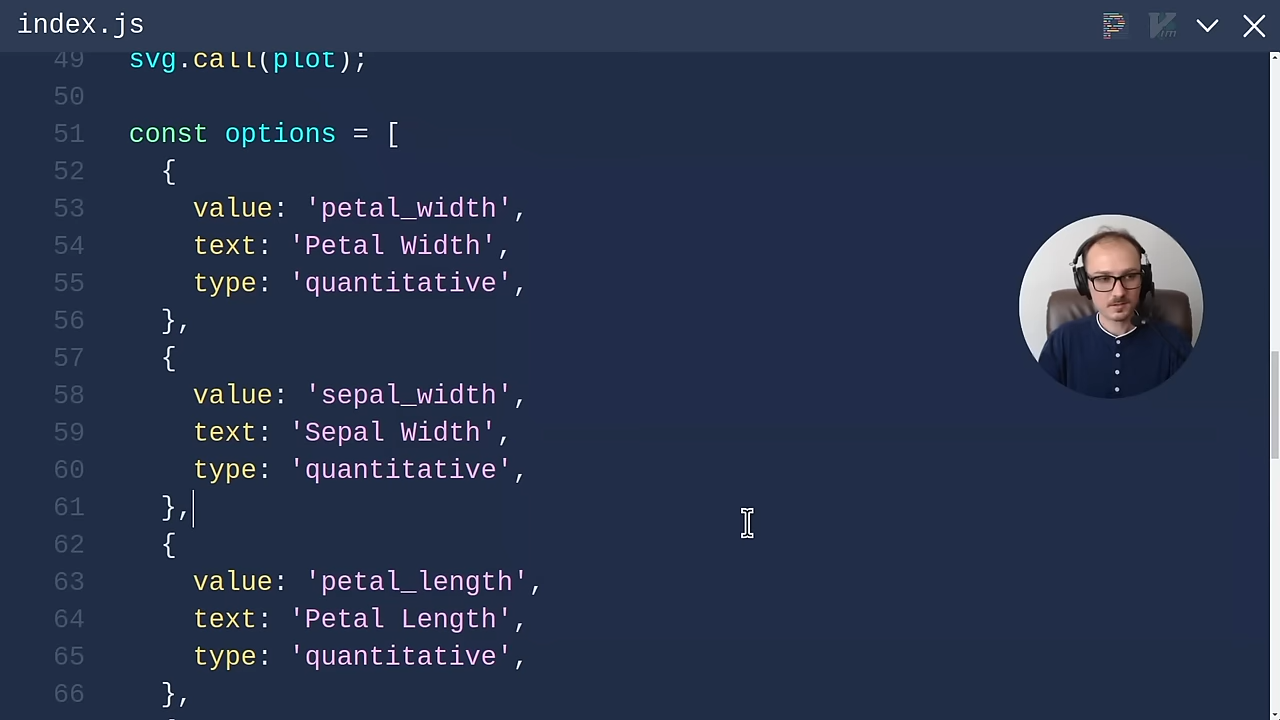 index.js
49 svg.call(plot);
50
51 const options = [
52 {
53 value: 'petal_width',
54 text: 'Petal Width',
55 type: 'quantitative',
56 },
57 {
58 value: 'sepal_width',
59 text: 'Sepal Width',
60 type: 'quantitative',
61 },
62 {
63 value: 'petal_length',
64 text: 'Petal Length',
65 type: 'quantitative',
66 },